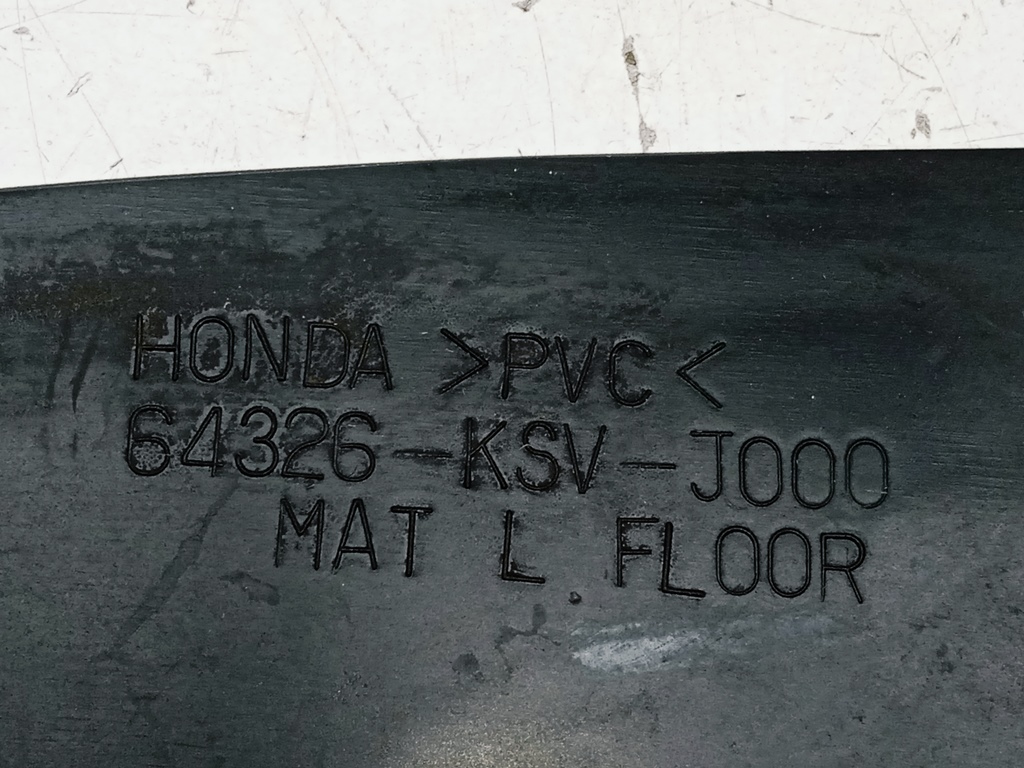 HONDA >PVC<
64326-KSV-J000
MAT L FLOOR